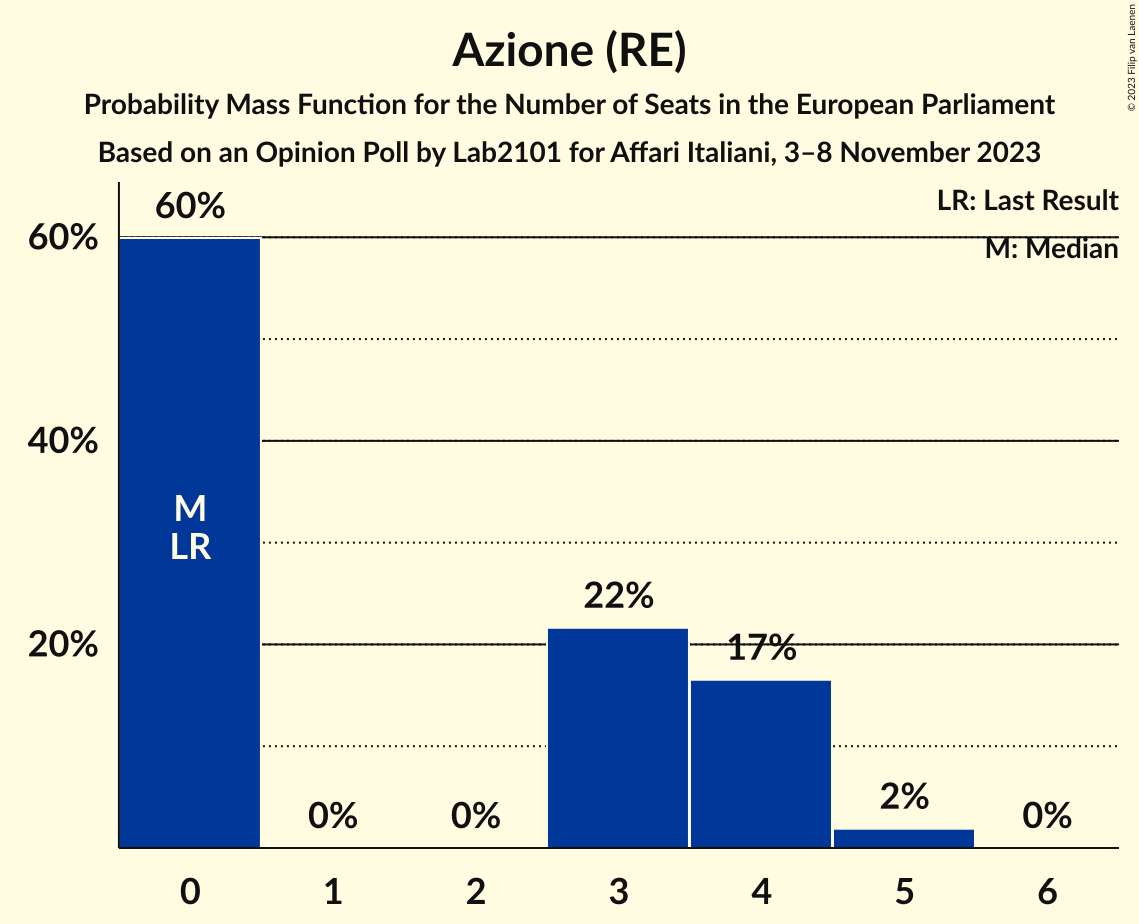 Azione (RE)
Probability Mass Function for the Number of Seats in the European Parliament
Based on an Opinion Poll by Lab2101 for Affari Italiani, 3–8 November 2023
© 2023 Filip van Laenen
LR: Last Result
M: Median
60%
40%
20%
60%
M
LR
0%
0%
22%
17%
2%
0%
0 1 2 3 4 5 6